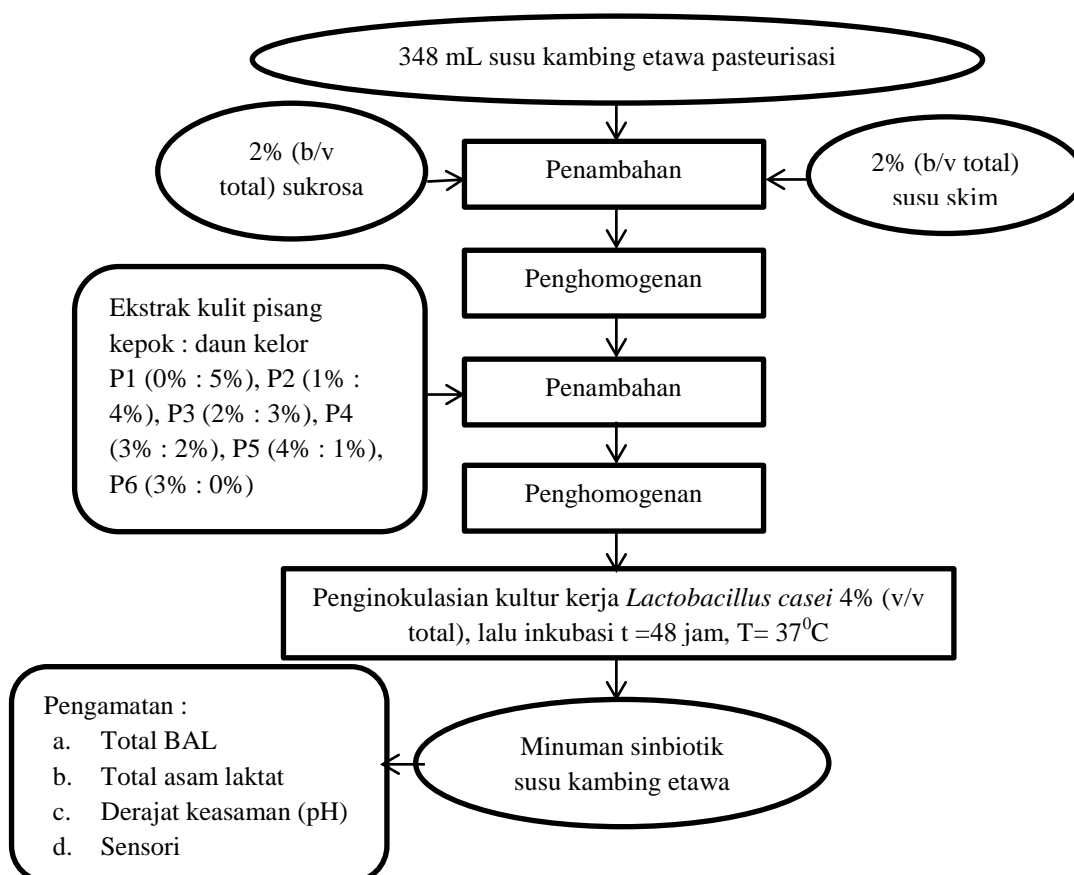 348 mL susu kambing etawa pasteurisasi
2% (b/v
total) sukrosa
Penambahan
2% (b/v total)
susu skim
Penghomogenan
Ekstrak kulit pisang
kepok : daun kelor
P1 (0% : 5%), P2 (1% :
4%), P3 (2% : 3%), P4
(3% : 2%), P5 (4% : 1%),
P6 (3% : 0%)
Penambahan
Penghomogenan
Penginokulasian kultur kerja Lactobacillus casei 4% (v/v
total), lalu inkubasi t =48 jam, T= 37⁰C
Minuman sinbiotik
susu kambing etawa
Pengamatan :
a. Total BAL
b. Total asam laktat
c. Derajat keasaman (pH)
d. Sensori